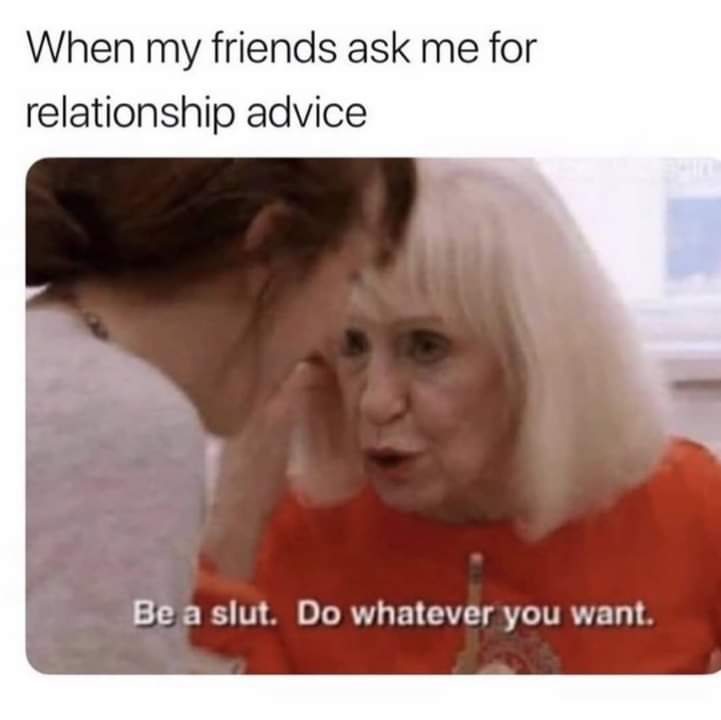 When my friends ask me for
relationship advice
Be a slut. Do whatever you want.